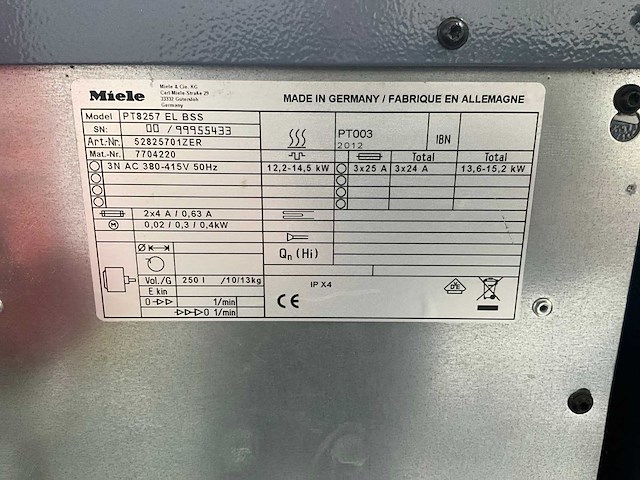 Miele
Miele & Cie. KG
Carl-Miele-Straße 29
33332 Gütersloh
Germany
MADE IN GERMANY / FABRIQUE EN ALLEMAGNE
Model PT8257 EL BSS
SN: 00 / 99955433
Art.-Nr. 52825701ZER
Mat.-Nr. 7704220
PT003
2012
18N
Total Total
3N AC 380-415V 50Hz 12,2-14,5 kW 3x25 A 3x24 A 13,6-15,2 kW
2x4 A / 0,63 A
M 0,02 / 0,3 / 0,4kW
Ø
Qn (Hi)
Vol./G 250 l /10/13kg
E kin
0 1/min
0 1/min
IP X4
CE